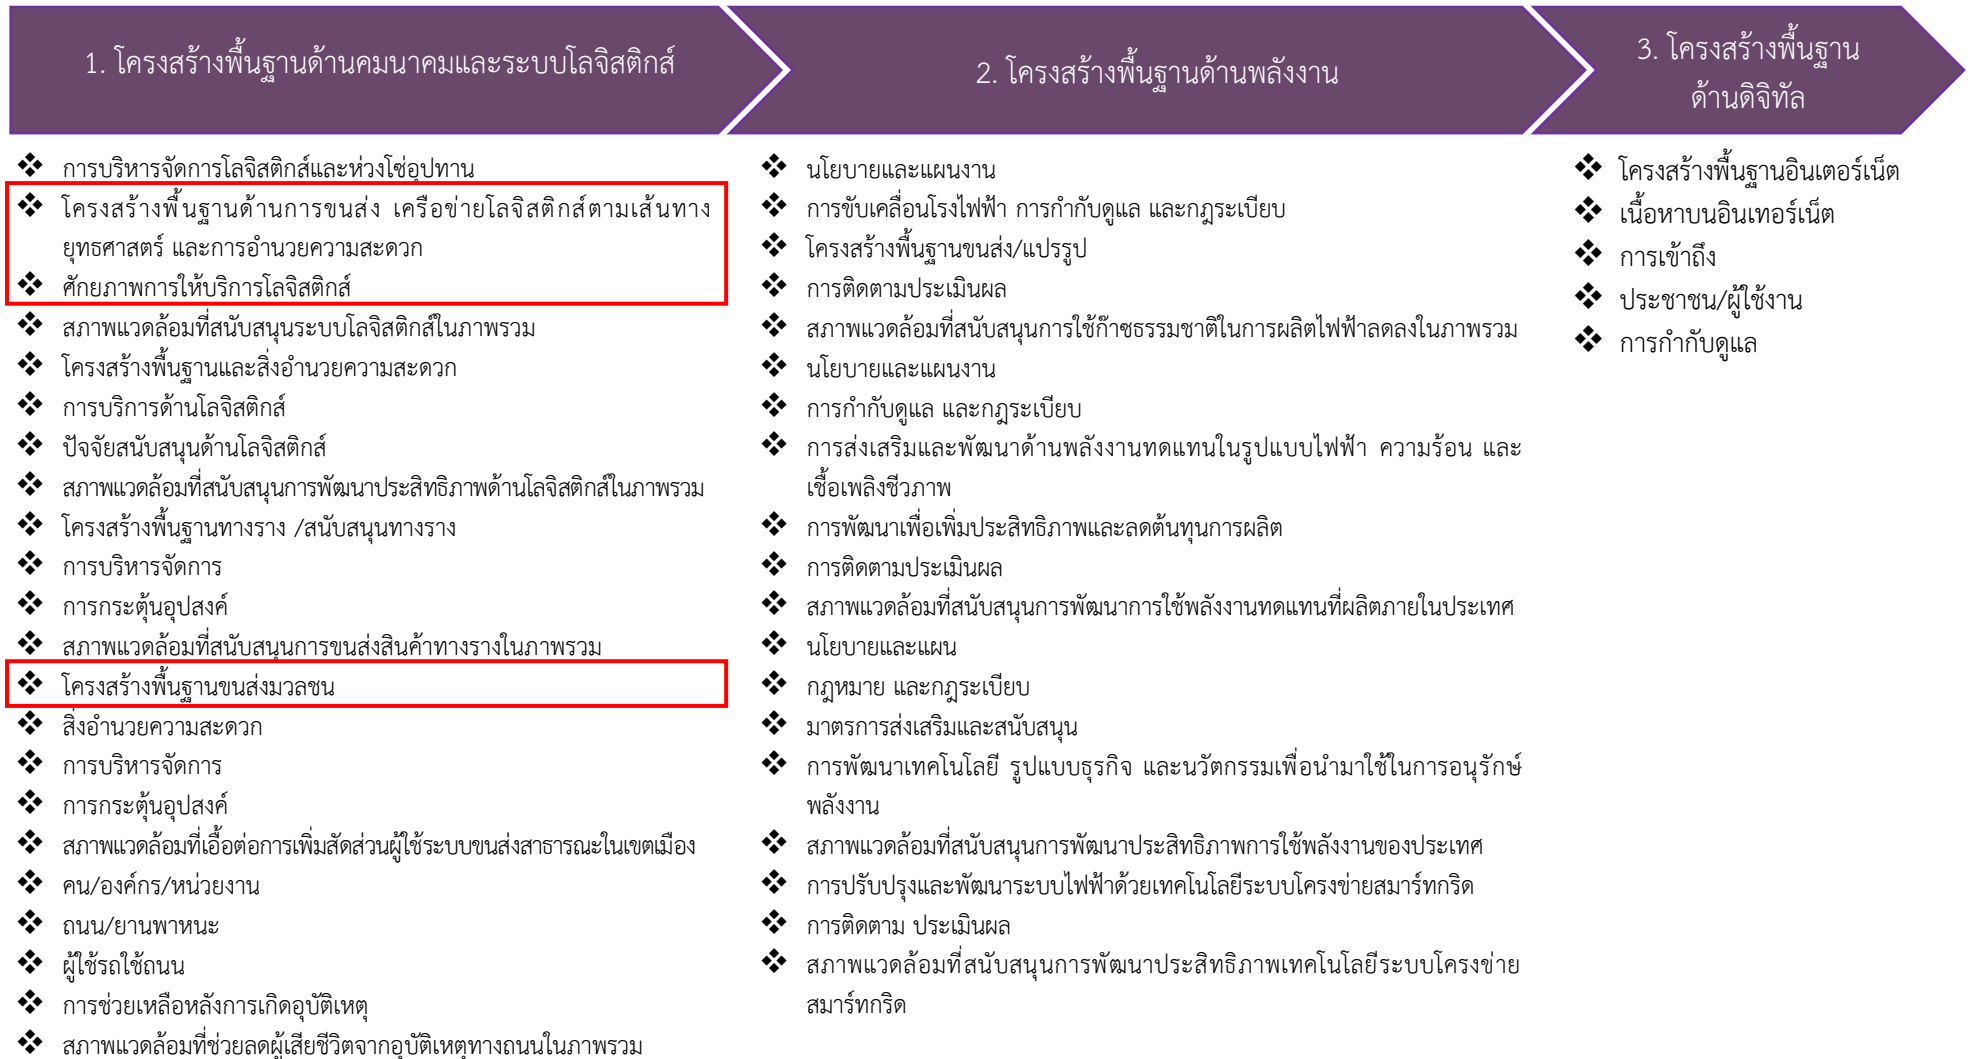 1. โครงสร้างพื้นฐานด้านคมนาคมและระบบโลจิสติกส์
❖ การบริหารจัดการโลจิสติกส์และห่วงโซ่อุปทาน
❖ โครงสร้างพื้นฐานด้านการขนส่ง เครือข่ายโลจิสติกส์ตามเส้นทาง
ยุทธศาสตร์ และการอำนวยความสะดวก
❖ ศักยภาพการให้บริการโลจิสติกส์
❖ สภาพแวดล้อมที่สนับสนุนระบบโลจิสติกส์ในภาพรวม
❖ โครงสร้างพื้นฐานและสิ่งอำนวยความสะดวก
❖ การบริการด้านโลจิสติกส์
❖ ปัจจัยสนับสนุนด้านโลจิสติกส์
❖ สภาพแวดล้อมที่สนับสนุนการพัฒนาประสิทธิภาพด้านโลจิสติกส์ในภาพรวม
❖ โครงสร้างพื้นฐานทางราง /สนับสนุนทางราง
❖ การบริหารจัดการ
❖ การกระตุ้นอุปสงค์
❖ สภาพแวดล้อมที่สนับสนุนการขนส่งสินค้าทางรางในภาพรวม
❖ โครงสร้างพื้นฐานขนส่งมวลชน
❖ สิ่งอำนวยความสะดวก
❖ การบริหารจัดการ
❖ การกระตุ้นอุปสงค์
❖ สภาพแวดล้อมที่เอื้อต่อการเพิ่มสัดส่วนผู้ใช้ระบบขนส่งสาธารณะในเขตเมือง
❖ คน/องค์กร/หน่วยงาน
❖ ถนน/ยานพาหนะ
❖ ผู้ใช้รถใช้ถนน
❖ การช่วยเหลือหลังการเกิดอุบัติเหตุ
❖ สภาพแวดล้อมที่ช่วยลดผู้เสียชีวิตจากอุบัติเหตุทางถนนในภาพรวม
2. โครงสร้างพื้นฐานด้านพลังงาน
❖ นโยบายและแผนงาน
❖ การขับเคลื่อนโรงไฟฟ้า การกำกับดูแล และกฎระเบียบ
❖ โครงสร้างพื้นฐานขนส่ง/แปรรูป
❖ การติดตามประเมินผล
❖ สภาพแวดล้อมที่สนับสนุนการใช้ก๊าซธรรมชาติในการผลิตไฟฟ้าลดลงในภาพรวม
❖ นโยบายและแผนงาน
❖ การกำกับดูแล และกฎระเบียบ
❖ การส่งเสริมและพัฒนาด้านพลังงานทดแทนในรูปแบบไฟฟ้า ความร้อน และ
เชื้อเพลิงชีวภาพ
❖ การพัฒนาเพื่อเพิ่มประสิทธิภาพและลดต้นทุนการผลิต
❖ การติดตามประเมินผล
❖ สภาพแวดล้อมที่สนับสนุนการพัฒนาการใช้พลังงานทดแทนที่ผลิตภายในประเทศ
❖ นโยบายและแผน
❖ กฎหมาย และกฎระเบียบ
❖ มาตรการส่งเสริมและสนับสนุน
❖ การพัฒนาเทคโนโลยี รูปแบบธุรกิจ และนวัตกรรมเพื่อนำมาใช้ในการอนุรักษ์
พลังงาน
❖ สภาพแวดล้อมที่สนับสนุนการพัฒนาประสิทธิภาพการใช้พลังงานของประเทศ
❖ การปรับปรุงและพัฒนาระบบไฟฟ้าด้วยเทคโนโลยีระบบโครงข่ายสมาร์ทกริด
❖ การติดตาม ประเมินผล
❖ สภาพแวดล้อมที่สนับสนุนการพัฒนาประสิทธิภาพเทคโนโลยีระบบโครงข่าย
สมาร์ทกริด
3. โครงสร้างพื้นฐาน
ด้านดิจิทัล
❖ โครงสร้างพื้นฐานอินเตอร์เน็ต
❖ เนื้อหาบนอินเทอร์เน็ต
❖ การเข้าถึง
❖ ประชาชน/ผู้ใช้งาน
❖ การกำกับดูแล